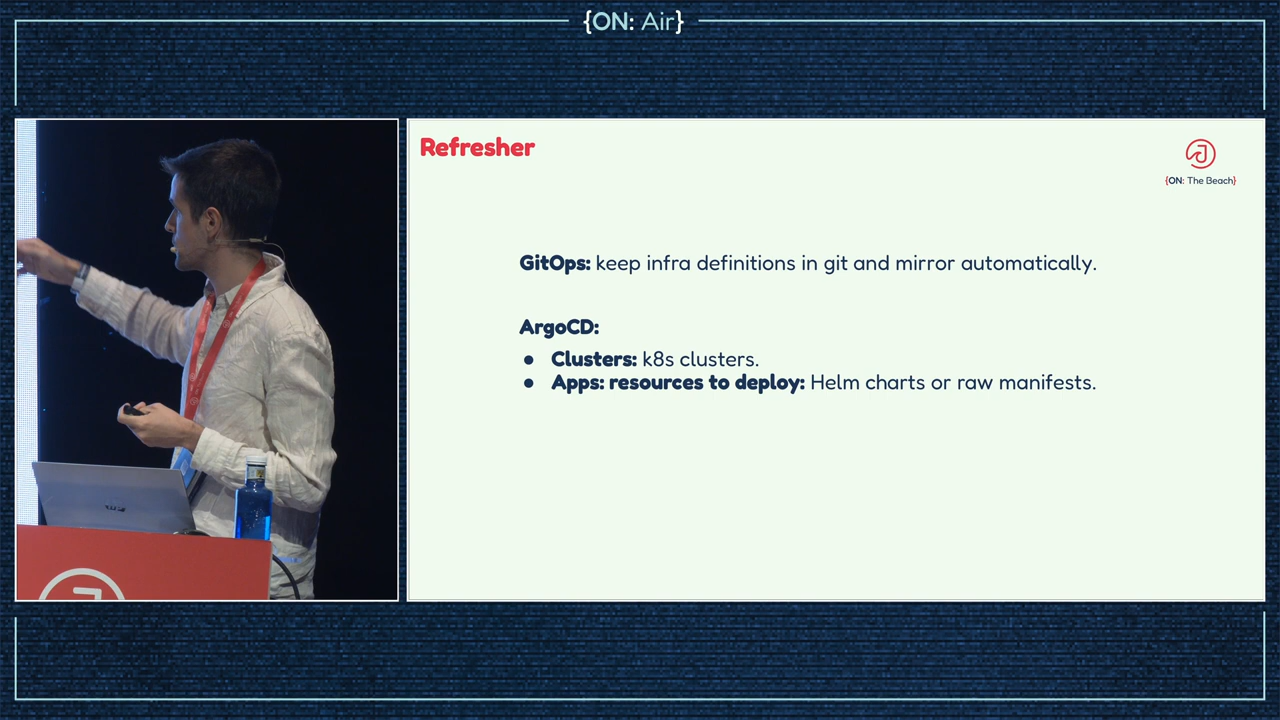 {ON: Air}
Refresher
{ON: The Beach}
GitOps: keep infra definitions in git and mirror automatically.
ArgoCD:
● Clusters: k8s clusters.
● Apps: resources to deploy: Helm charts or raw manifests.